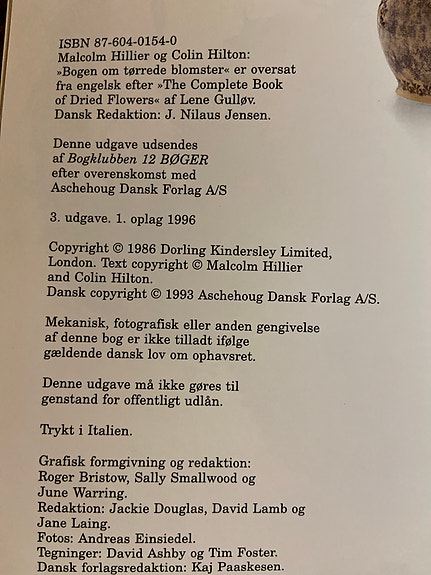 ISBN 87-604-0154-0
Malcolm Hillier og Colin Hilton:
»Bogen om tørrede blomster« er oversat
fra engelsk efter »The Complete Book
of Dried Flowers« af Lene Gulløv.
Dansk Redaktion: J. Nilaus Jensen.
Denne udgave udsendes
af Bogklubben 12 BØGER
efter overenskomst med
Aschehoug Dansk Forlag A/S
3. udgave. 1. oplag 1996
Copyright © 1986 Dorling Kindersley Limited,
London. Text copyright © Malcolm Hillier
and Colin Hilton.
Dansk copyright © 1993 Aschehoug Dansk Forlag A/S.
Mekanisk, fotografisk eller anden gengivelse
af denne bog er ikke tilladt ifølge
gældende dansk lov om ophavsret.
Denne udgave må ikke gøres til
genstand for offentligt udlån.
Trykt i Italien.
Grafisk formgivning og redaktion:
Roger Bristow, Sally Smallwood og
June Warring.
Redaktion: Jackie Douglas, David Lamb og
Jane Laing.
Fotos: Andreas Einsiedel.
Tegninger: David Ashby og Tim Foster.
Dansk forlagsredaktion: Kaj Paaskesen.